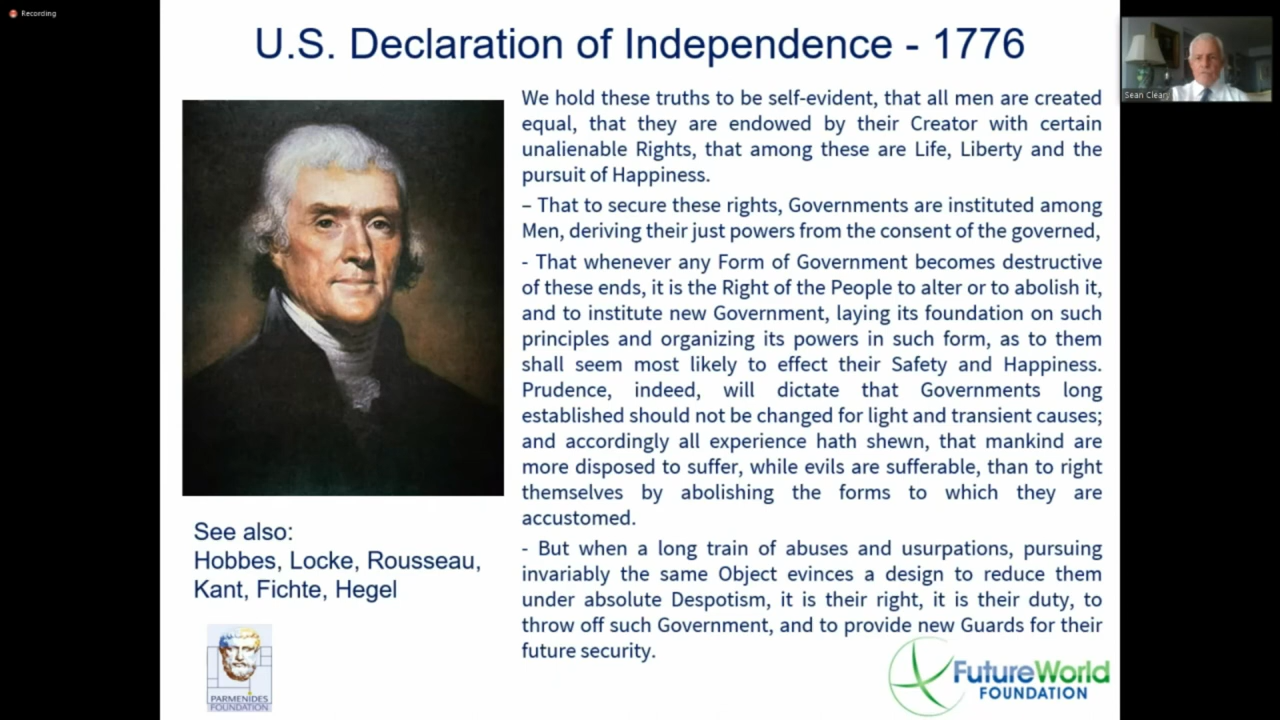 Recording
U.S. Declaration of Independence - 1776
Sean Cleary
We hold these truths to be self-evident, that all men are created
equal, that they are endowed by their Creator with certain
unalienable Rights, that among these are Life, Liberty and the
pursuit of Happiness.
– That to secure these rights, Governments are instituted among
Men, deriving their just powers from the consent of the governed,
- That whenever any Form of Government becomes destructive
of these ends, it is the Right of the People to alter or to abolish it,
and to institute new Government, laying its foundation on such
principles and organizing its powers in such form, as to them
shall seem most likely to effect their Safety and Happiness.
Prudence, indeed, will dictate that Governments long
established should not be changed for light and transient causes;
and accordingly all experience hath shewn, that mankind are
more disposed to suffer, while evils are sufferable, than to right
themselves by abolishing the forms to which they are
accustomed.
- But when a long train of abuses and usurpations, pursuing
invariably the same Object evinces a design to reduce them
under absolute Despotism, it is their right, it is their duty, to
throw off such Government, and to provide new Guards for their
future security.
See also:
Hobbes, Locke, Rousseau,
Kant, Fichte, Hegel
PARMENIDES
FOUNDATION
FutureWorld
FOUNDATION